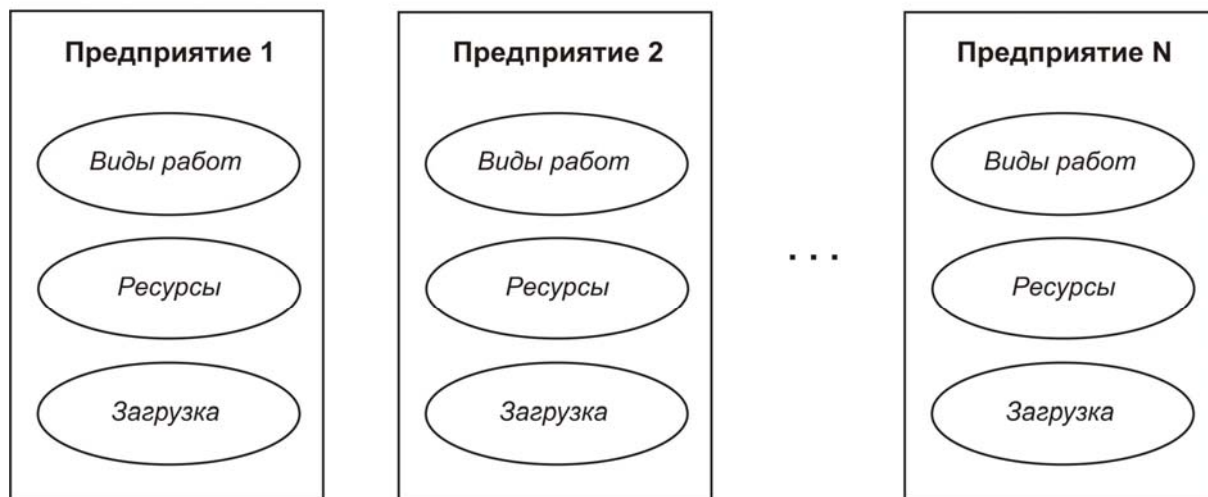 Предприятие 1
Виды работ
Ресурсы
Загрузка
Предприятие 2
Виды работ
Ресурсы
Загрузка
. . .
Предприятие N
Виды работ
Ресурсы
Загрузка